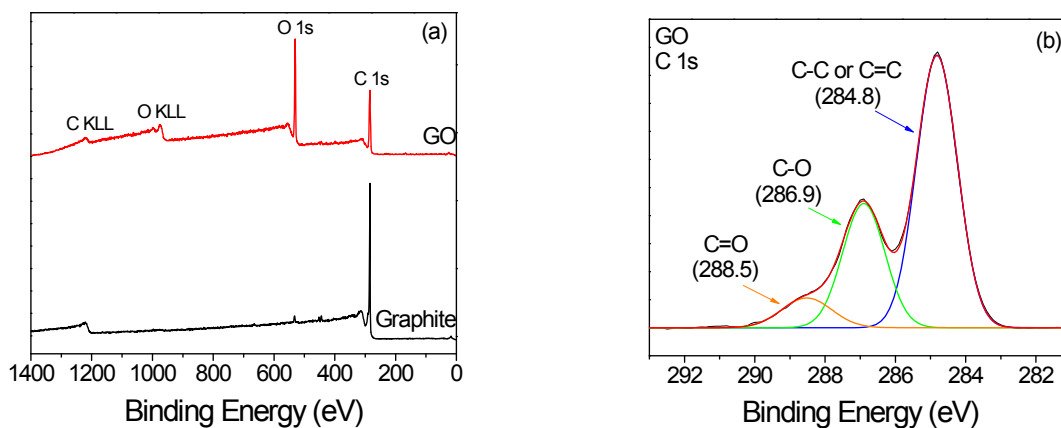 (a)
O 1s
C 1s
O KLL
C KLL
GO
Graphite
1400 1200 1000 800 600 400 200 0
Binding Energy (eV)
GO
C 1s
(b)
C-C or C=C
(284.8)
C-O
(286.9)
C=O
(288.5)
292 290 288 286 284 282
Binding Energy (eV)